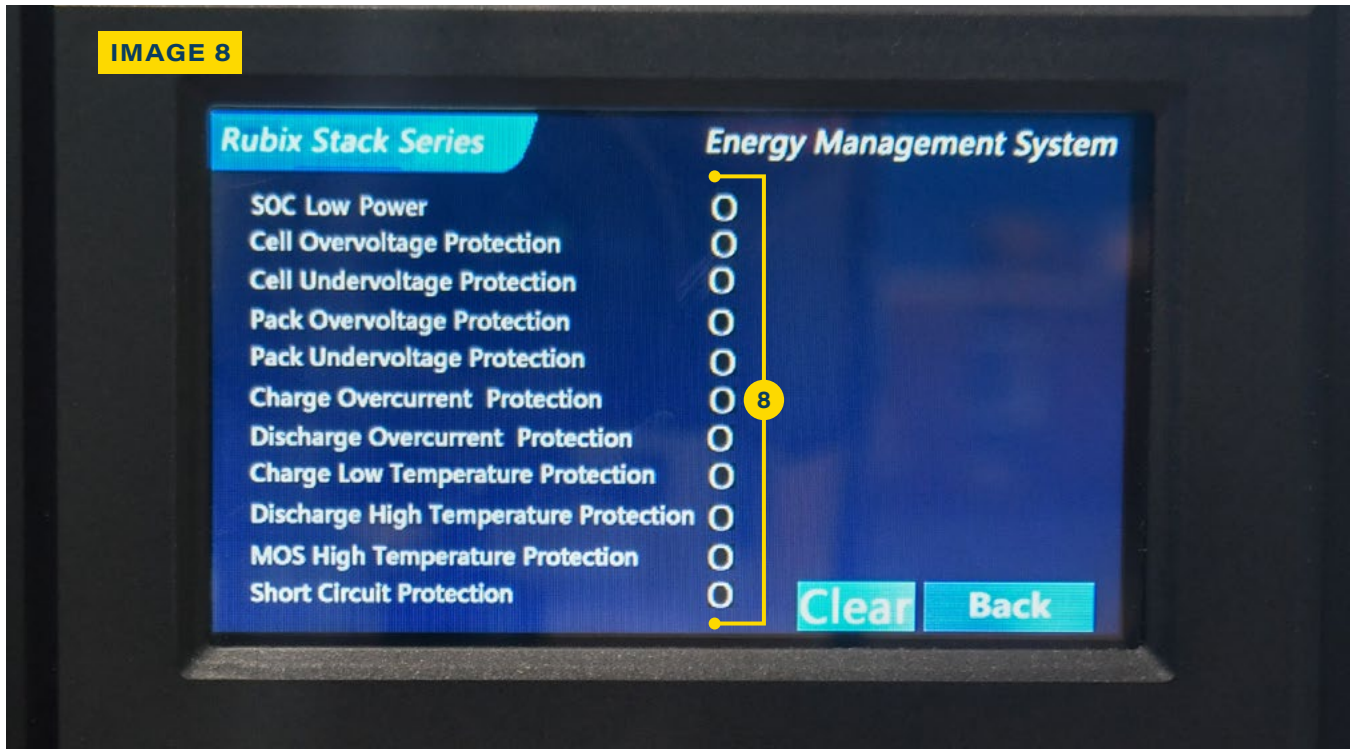 IMAGE 8
Rubix Stack Series Energy Management System
SOC Low Power O
Cell Overvoltage Protection O
Cell Undervoltage Protection O
Pack Overvoltage Protection O
Pack Undervoltage Protection O
Charge Overcurrent Protection O 8
Discharge Overcurrent Protection O
Charge Low Temperature Protection O
Discharge High Temperature Protection O
MOS High Temperature Protection O
Short Circuit Protection O
Clear Back